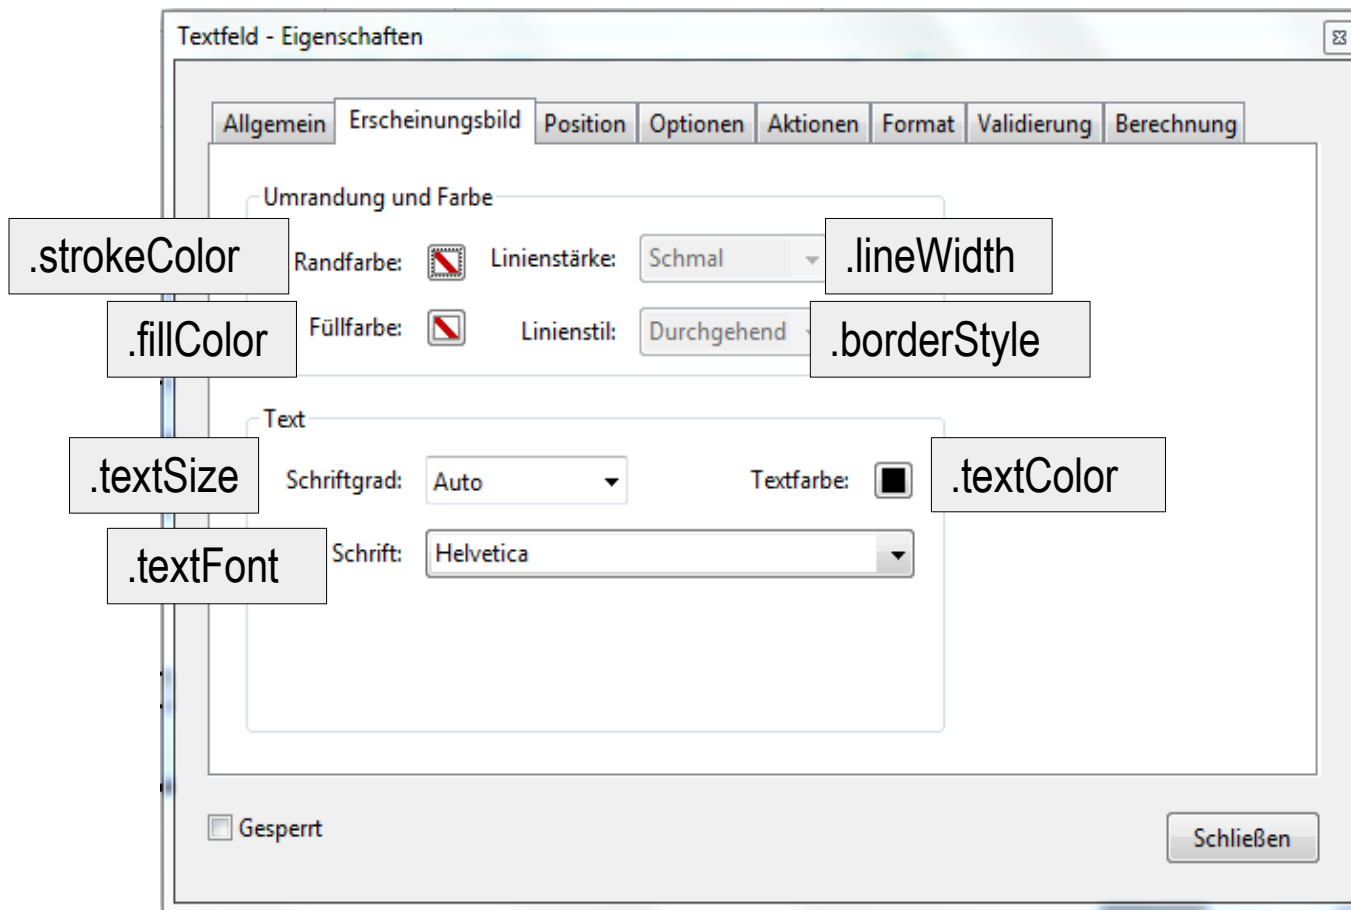 Textfeld - Eigenschaften
Allgemein Erscheinungsbild Position Optionen Aktionen Format Validierung Berechnung
Umrandung und Farbe
.strokeColor Randfarbe: Linienstärke: Schmal .lineWidth
.fillColor Füllfarbe: Linienstil: Durchgehend .borderStyle
Text
.textSize Schriftgrad: Auto Textfarbe: .textColor
.textFont Schrift: Helvetica
Gesperrt
Schließen